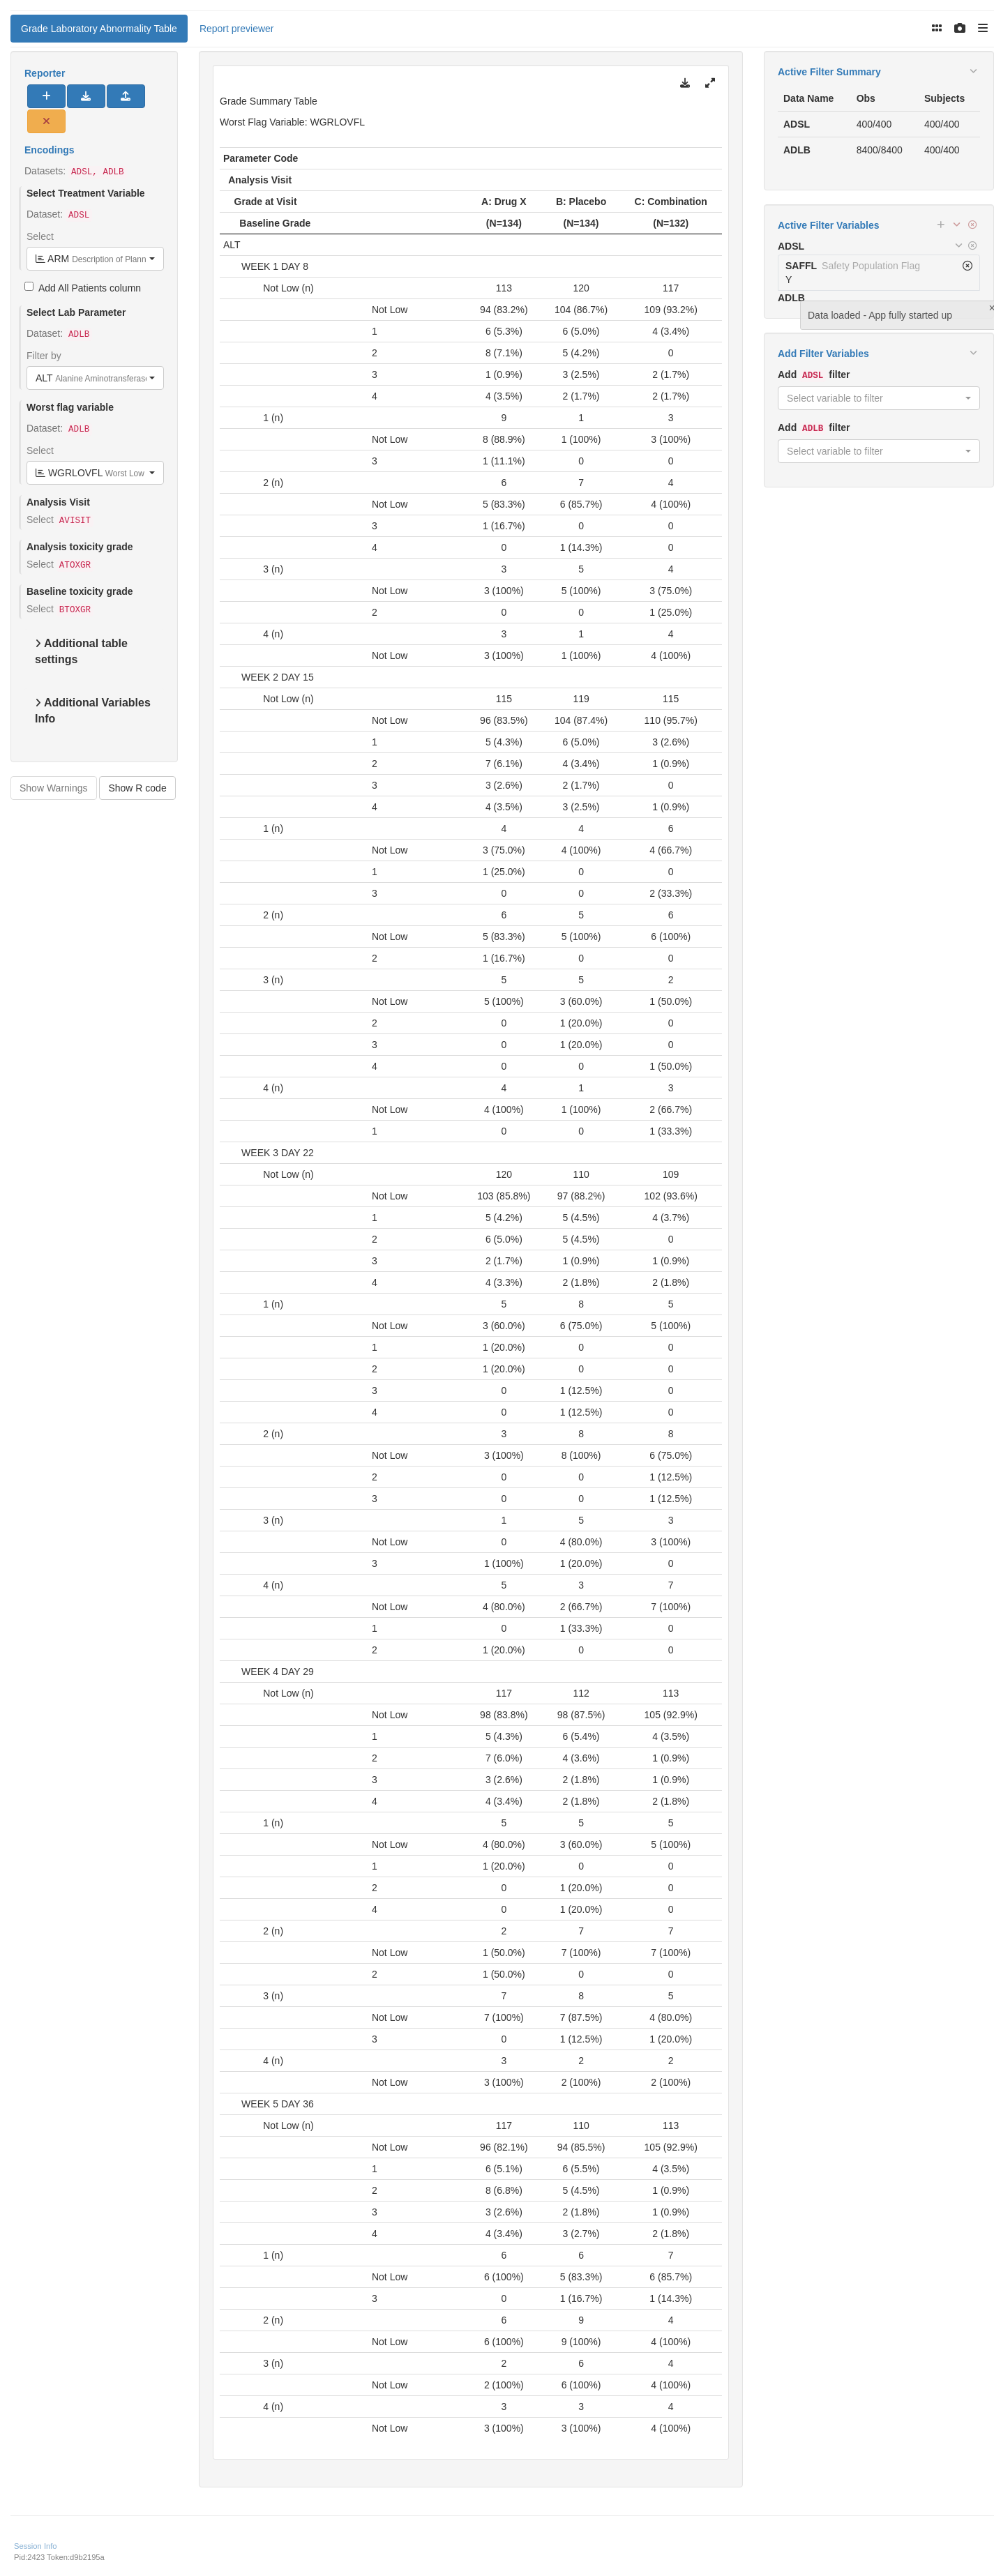 Grade Laboratory Abnormality Table
Report previewer
Reporter
Encodings
Datasets: ADSL, ADLB
Select Treatment Variable
Dataset: ADSL
Select
ARM Description of Plann
Add All Patients column
Select Lab Parameter
Dataset: ADLB
Filter by
ALT Alanine Aminotransferase
Worst flag variable
Dataset: ADLB
Select
WGRLOVFL Worst Low
Analysis Visit
Select AVISIT
Analysis toxicity grade
Select ATOXGR
Baseline toxicity grade
Select BTOXGR
Additional table
settings
Additional Variables
Info
Show Warnings
Show R code
Grade Summary Table
Worst Flag Variable: WGRLOVFL
Parameter Code
Analysis Visit
Grade at Visit A: Drug X B: Placebo C: Combination
Baseline Grade (N=134) (N=134) (N=132)
ALT
WEEK 1 DAY 8
Not Low (n) 113 120 117
Not Low 94 (83.2%) 104 (86.7%) 109 (93.2%)
1 6 (5.3%) 6 (5.0%) 4 (3.4%)
2 8 (7.1%) 5 (4.2%) 0
3 1 (0.9%) 3 (2.5%) 2 (1.7%)
4 4 (3.5%) 2 (1.7%) 2 (1.7%)
1 (n) 9 1 3
Not Low 8 (88.9%) 1 (100%) 3 (100%)
3 1 (11.1%) 0 0
2 (n) 6 7 4
Not Low 5 (83.3%) 6 (85.7%) 4 (100%)
3 1 (16.7%) 0 0
4 0 1 (14.3%) 0
3 (n) 3 5 4
Not Low 3 (100%) 5 (100%) 3 (75.0%)
2 0 0 1 (25.0%)
4 (n) 3 1 4
Not Low 3 (100%) 1 (100%) 4 (100%)
WEEK 2 DAY 15
Not Low (n) 115 119 115
Not Low 96 (83.5%) 104 (87.4%) 110 (95.7%)
1 5 (4.3%) 6 (5.0%) 3 (2.6%)
2 7 (6.1%) 4 (3.4%) 1 (0.9%)
3 3 (2.6%) 2 (1.7%) 0
4 4 (3.5%) 3 (2.5%) 1 (0.9%)
1 (n) 4 4 6
Not Low 3 (75.0%) 4 (100%) 4 (66.7%)
1 1 (25.0%) 0 0
3 0 0 2 (33.3%)
2 (n) 6 5 6
Not Low 5 (83.3%) 5 (100%) 6 (100%)
2 1 (16.7%) 0 0
3 (n) 5 5 2
Not Low 5 (100%) 3 (60.0%) 1 (50.0%)
2 0 1 (20.0%) 0
3 0 1 (20.0%) 0
4 0 0 1 (50.0%)
4 (n) 4 1 3
Not Low 4 (100%) 1 (100%) 2 (66.7%)
1 0 0 1 (33.3%)
WEEK 3 DAY 22
Not Low (n) 120 110 109
Not Low 103 (85.8%) 97 (88.2%) 102 (93.6%)
1 5 (4.2%) 5 (4.5%) 4 (3.7%)
2 6 (5.0%) 5 (4.5%) 0
3 2 (1.7%) 1 (0.9%) 1 (0.9%)
4 4 (3.3%) 2 (1.8%) 2 (1.8%)
1 (n) 5 8 5
Not Low 3 (60.0%) 6 (75.0%) 5 (100%)
1 1 (20.0%) 0 0
2 1 (20.0%) 0 0
3 0 1 (12.5%) 0
4 0 1 (12.5%) 0
2 (n) 3 8 8
Not Low 3 (100%) 8 (100%) 6 (75.0%)
2 0 0 1 (12.5%)
3 0 0 1 (12.5%)
3 (n) 1 5 3
Not Low 0 4 (80.0%) 3 (100%)
3 1 (100%) 1 (20.0%) 0
4 (n) 5 3 7
Not Low 4 (80.0%) 2 (66.7%) 7 (100%)
1 0 1 (33.3%) 0
2 1 (20.0%) 0 0
WEEK 4 DAY 29
Not Low (n) 117 112 113
Not Low 98 (83.8%) 98 (87.5%) 105 (92.9%)
1 5 (4.3%) 6 (5.4%) 4 (3.5%)
2 7 (6.0%) 4 (3.6%) 1 (0.9%)
3 3 (2.6%) 2 (1.8%) 1 (0.9%)
4 4 (3.4%) 2 (1.8%) 2 (1.8%)
1 (n) 5 5 5
Not Low 4 (80.0%) 3 (60.0%) 5 (100%)
1 1 (20.0%) 0 0
2 0 1 (20.0%) 0
4 0 1 (20.0%) 0
2 (n) 2 7 7
Not Low 1 (50.0%) 7 (100%) 7 (100%)
2 1 (50.0%) 0 0
3 (n) 7 8 5
Not Low 7 (100%) 7 (87.5%) 4 (80.0%)
3 0 1 (12.5%) 1 (20.0%)
4 (n) 3 2 2
Not Low 3 (100%) 2 (100%) 2 (100%)
WEEK 5 DAY 36
Not Low (n) 117 110 113
Not Low 96 (82.1%) 94 (85.5%) 105 (92.9%)
1 6 (5.1%) 6 (5.5%) 4 (3.5%)
2 8 (6.8%) 5 (4.5%) 1 (0.9%)
3 3 (2.6%) 2 (1.8%) 1 (0.9%)
4 4 (3.4%) 3 (2.7%) 2 (1.8%)
1 (n) 6 6 7
Not Low 6 (100%) 5 (83.3%) 6 (85.7%)
3 0 1 (16.7%) 1 (14.3%)
2 (n) 6 9 4
Not Low 6 (100%) 9 (100%) 4 (100%)
3 (n) 2 6 4
Not Low 2 (100%) 6 (100%) 4 (100%)
4 (n) 3 3 4
Not Low 3 (100%) 3 (100%) 4 (100%)
Active Filter Summary
Data Name Obs Subjects
ADSL 400/400 400/400
ADLB 8400/8400 400/400
Active Filter Variables
ADSL
SAFFL Safety Population Flag
Y
ADLB
Data loaded - App fully started up
×
Add Filter Variables
Add ADSL filter
Select variable to filter
Add ADLB filter
Select variable to filter
Session Info
Pid:2423 Token:d9b2195a